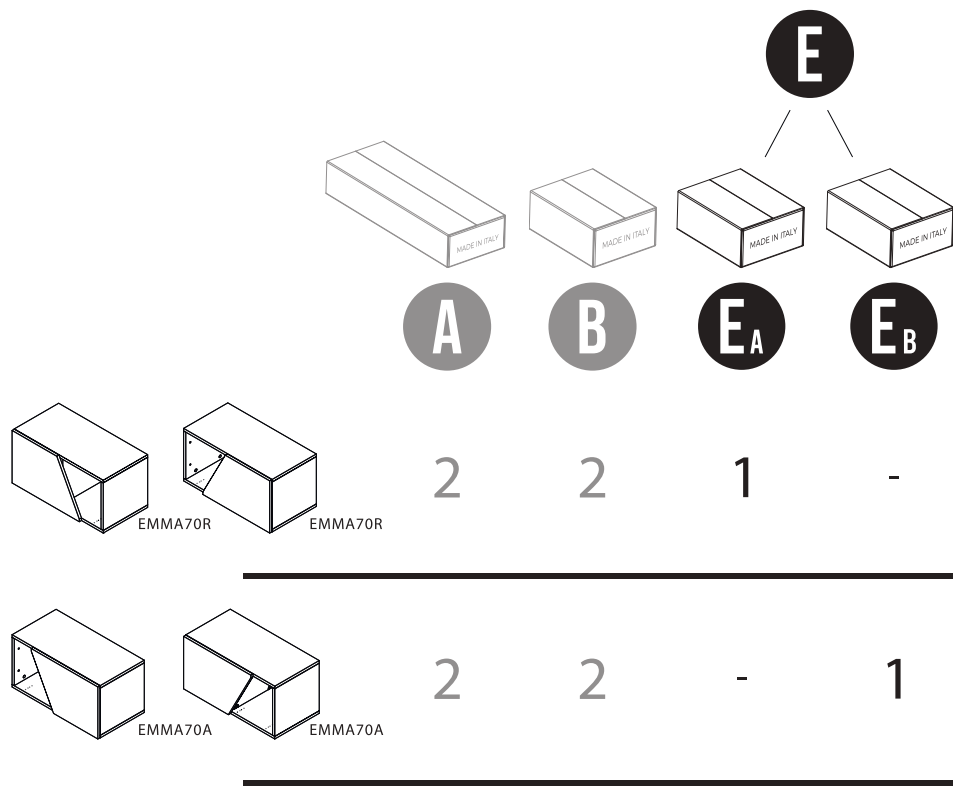 E
MADE IN ITALY MADE IN ITALY MADE IN ITALY MADE IN ITALY
A B EA EB
2 2 1 -
EMMA70R EMMA70R
2 2 - 1
EMMA70A EMMA70A